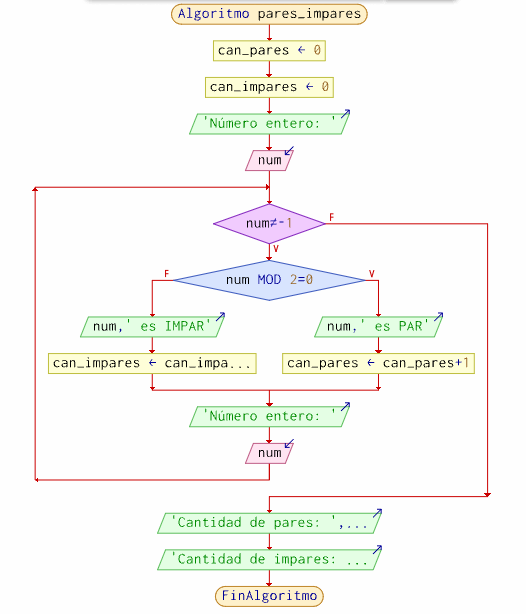 Algoritmo pares_impares
can_pares ← 0
can_impares ← 0
'Número entero: '
num
num≠-1
F
V
num MOD 2=0
F
V
num,' es IMPAR'
num,' es PAR'
can_impares ← can_impa...
can_pares ← can_pares+1
'Número entero: '
num
'Cantidad de pares: ',...
'Cantidad de impares: ...
FinAlgoritmo